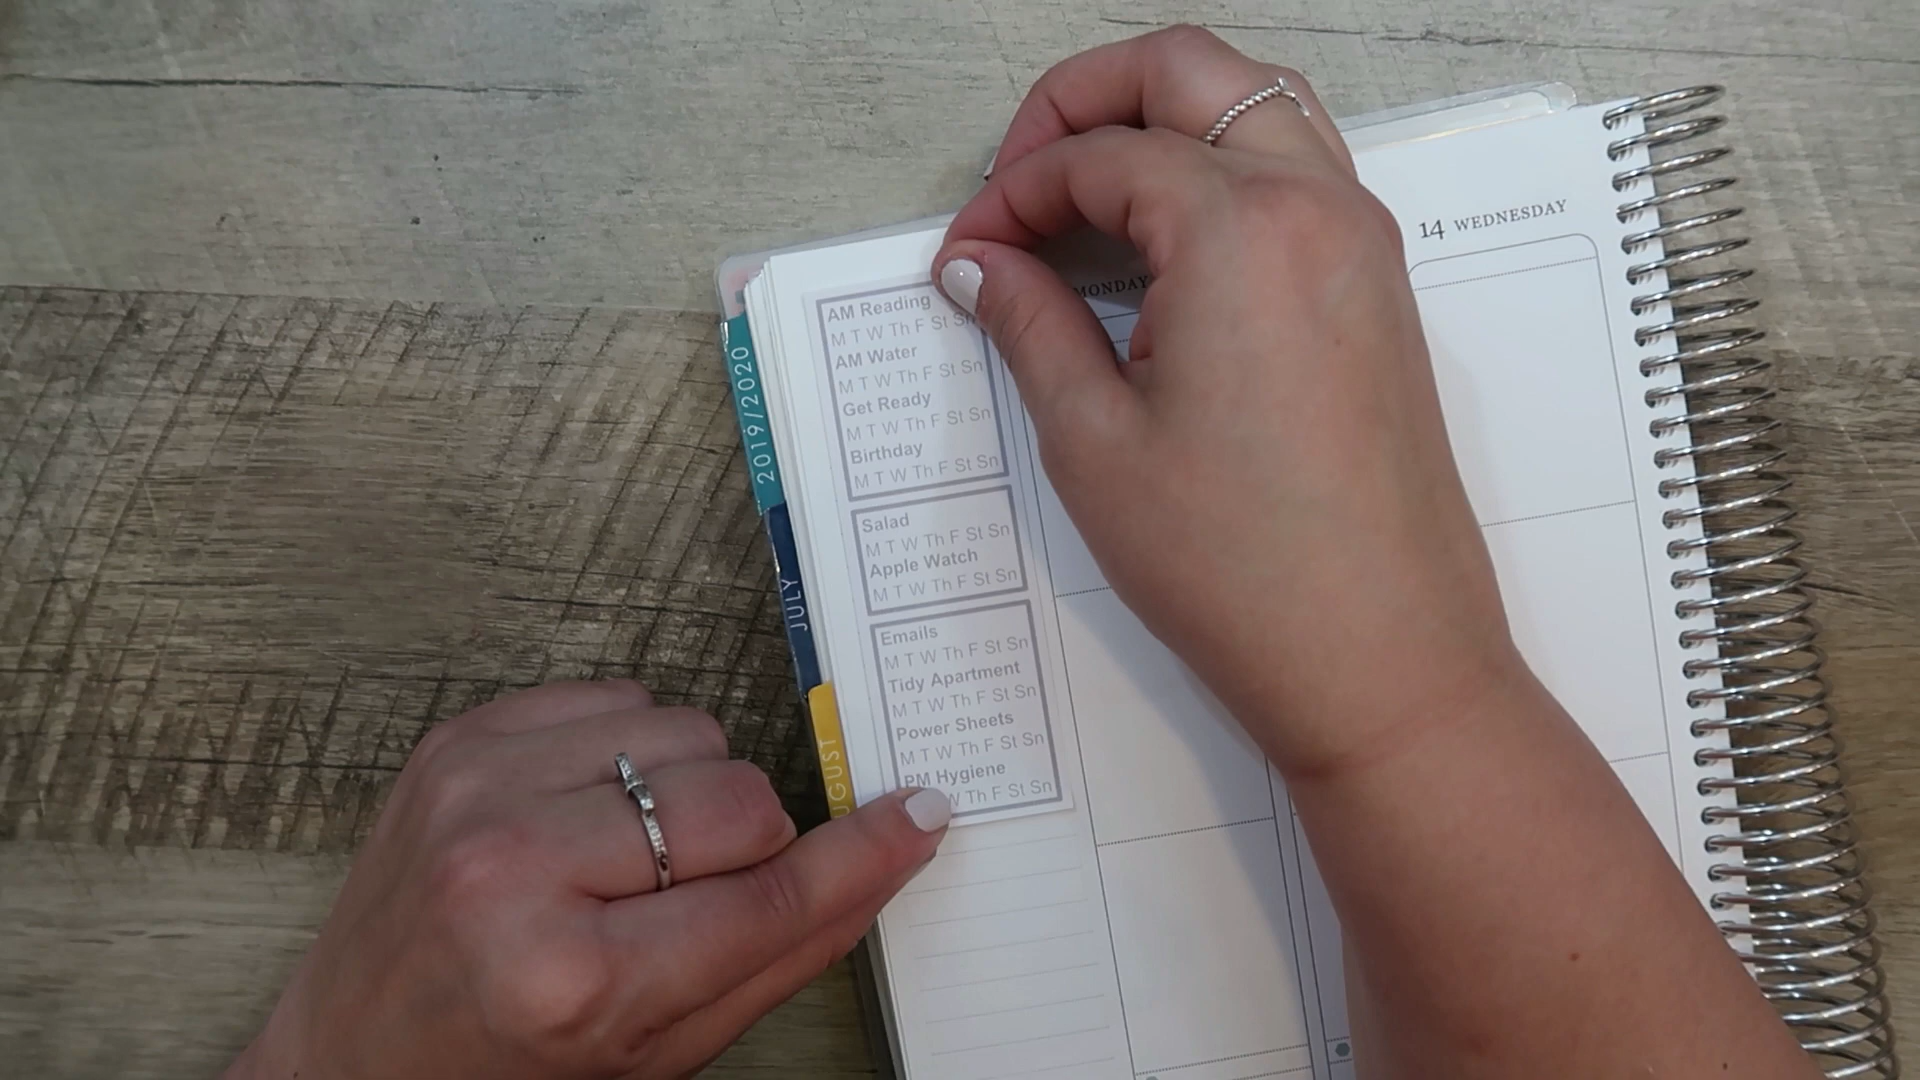 AM Reading
M T W Th F St Sn
AM Water
M T W Th F St Sn
Get Ready
M T W Th F St Sn
Birthday
M T W Th F St Sn
Salad
M T W Th F St Sn
Apple Watch
M T W Th F St Sn
Emails
M T W Th F St Sn
Tidy Apartment
M T W Th F St Sn
Power Sheets
M T W Th F St Sn
PM Hygiene
W Th F St Sn
MONDAY
14 WEDNESDAY
2019/2020
JULY
UGUST